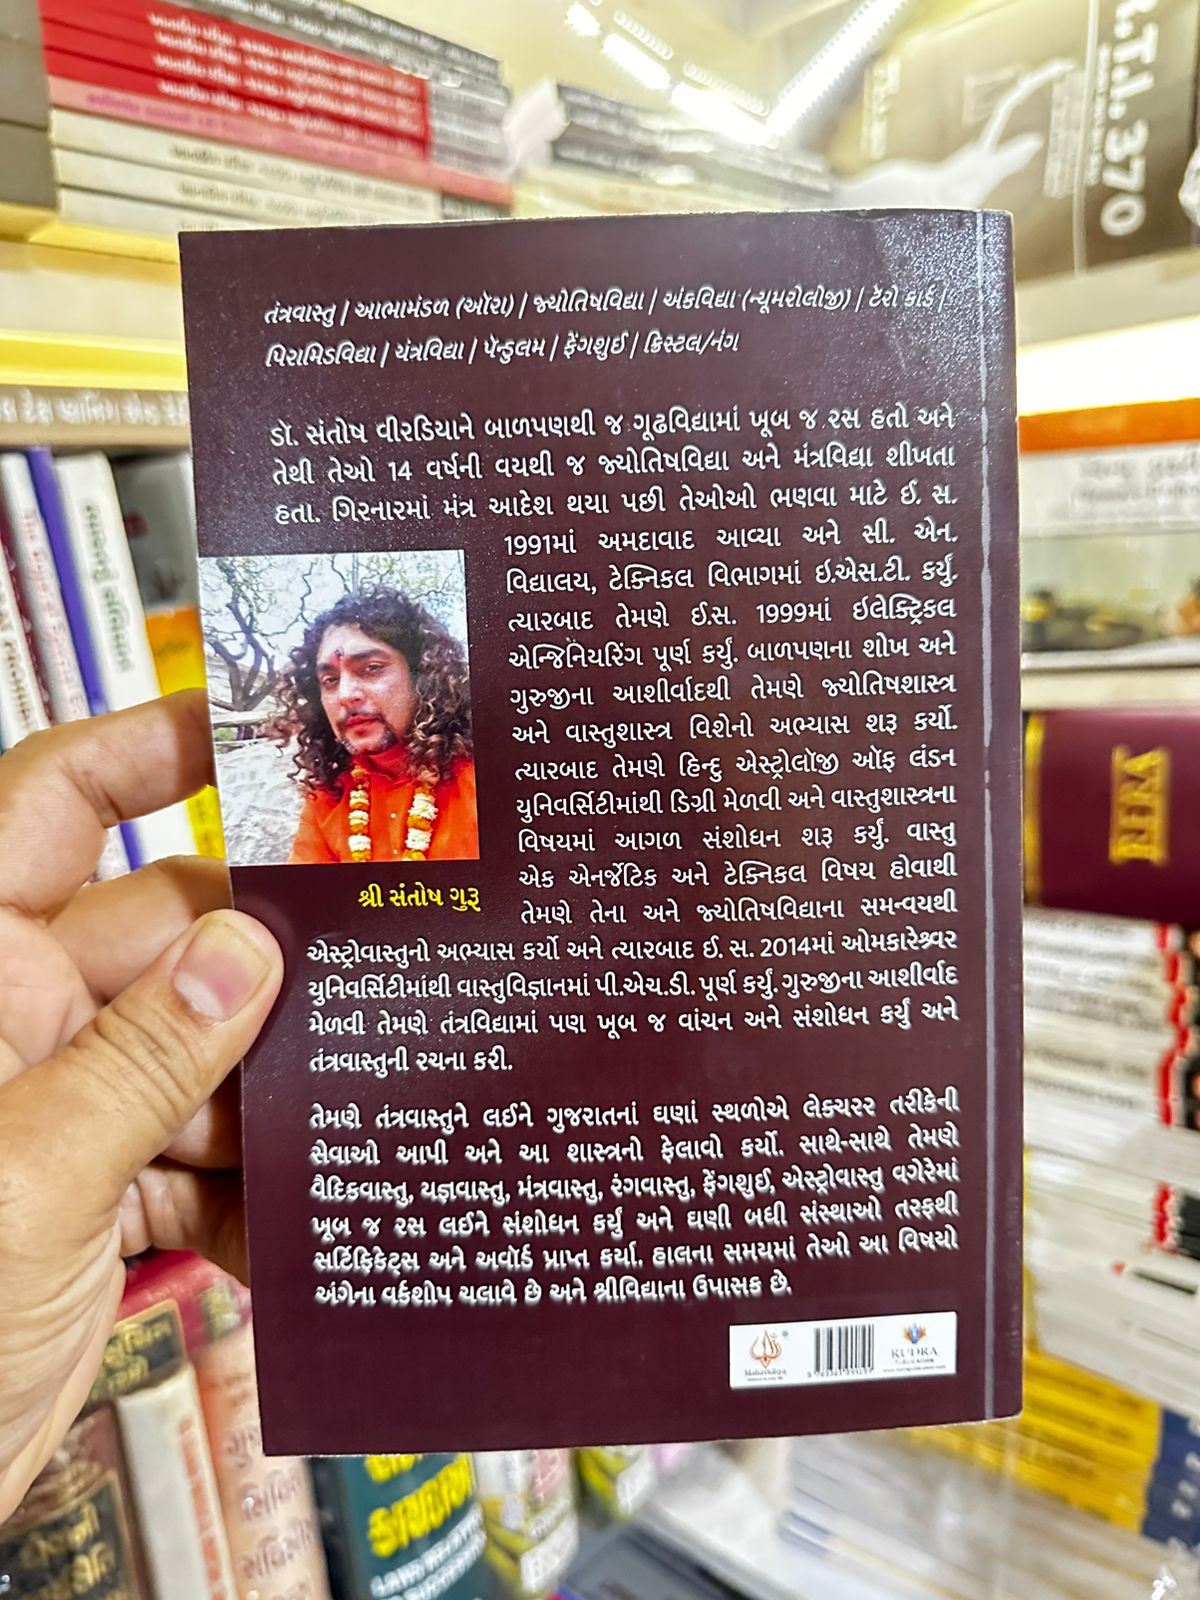 તંત્રવાસ્તુ | આભામંડળ (ઑરા) | જ્યોતિષવિદ્યા | અંકવિદ્યા (ન્યૂમરોલોજી) | ટૅરો કાર્ડ |
પિરામિડવિદ્યા | યંત્રવિદ્યા | પૅન્ડુલમ | ફેંગશુઈ | ક્રિસ્ટલ/નંગ
ડૉ. સંતોષ વીરડિયાને બાળપણથી જ ગૂઢવિદ્યામાં ખૂબ જ રસ હતો અને
તેથી તેઓ 14 વર્ષની વયથી જ જ્યોતિષવિદ્યા અને મંત્રવિદ્યા શીખતા
હતા. ગિરનારમાં મંત્ર આદેશ થયા પછી તેઓઓ ભણવા માટે ઈ. સ.
1991માં અમદાવાદ આવ્યા અને સી. એન.
વિદ્યાલય, ટેક્નિકલ વિભાગમાં ઇ.એસ.ટી. કર્યું.
ત્યારબાદ તેમણે ઈ.સ. 1999માં ઇલેક્ટ્રિકલ
એન્જિનિયરિંગ પૂર્ણ કર્યું. બાળપણના શોખ અને
ગુરુજીના આશીર્વાદથી તેમણે જ્યોતિષશાસ્ત્ર
અને વાસ્તુશાસ્ત્ર વિશેનો અભ્યાસ શરૂ કર્યો.
ત્યારબાદ તેમણે હિન્દુ એસ્ટ્રોલૉજી ઑફ લંડન
યુનિવર્સિટીમાંથી ડિગ્રી મેળવી અને વાસ્તુશાસ્ત્રના
વિષયમાં આગળ સંશોધન શરૂ કર્યું. વાસ્તુ
એક એનર્જેટિક અને ટેક્નિકલ વિષય હોવાથી
તેમણે તેના અને જ્યોતિષવિદ્યાના સમન્વયથી
શ્રી સંતોષ ગુરૂ
એસ્ટ્રોવાસ્તુનો અભ્યાસ કર્યો અને ત્યારબાદ ઈ. સ. 2014માં ઓમકારેશ્વર
યુનિવર્સિટીમાંથી વાસ્તુવિજ્ઞાનમાં પી.એચ.ડી. પૂર્ણ કર્યું. ગુરુજીના આશીર્વાદ
મેળવી તેમણે તંત્રવિદ્યામાં પણ ખૂબ જ વાંચન અને સંશોધન કર્યું અને
તંત્રવાસ્તુની રચના કરી.
તેમણે તંત્રવાસ્તુને લઈને ગુજરાતનાં ઘણાં સ્થળોએ લેક્ચરર તરીકેની
સેવાઓ આપી અને આ શાસ્ત્રનો ફેલાવો કર્યો. સાથે-સાથે તેમણે
વૈદિકવાસ્તુ, યજ્ઞવાસ્તુ, મંત્રવાસ્તુ, રંગવાસ્તુ, ફેંગશુઈ, એસ્ટ્રોવાસ્તુ વગેરેમાં
ખૂબ જ રસ લઈને સંશોધન કર્યું અને ઘણી બધી સંસ્થાઓ તરફથી
સર્ટિફિકેટ્સ અને અવૉર્ડ પ્રાપ્ત કર્યા. હાલના સમયમાં તેઓ આ વિષયો
અંગેના વર્કશોપ ચલાવે છે અને શ્રીવિદ્યાના ઉપાસક છે.
RUDRA
.T.I. 370